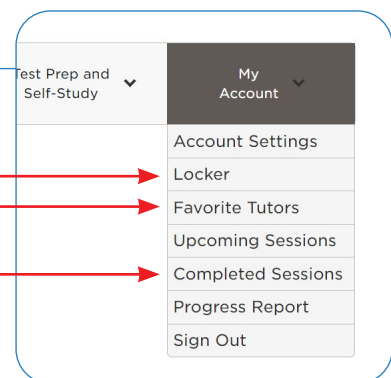 Test Prep and
Self-Study
My
Account
Account Settings
Locker
Favorite Tutors
Upcoming Sessions
Completed Sessions
Progress Report
Sign Out